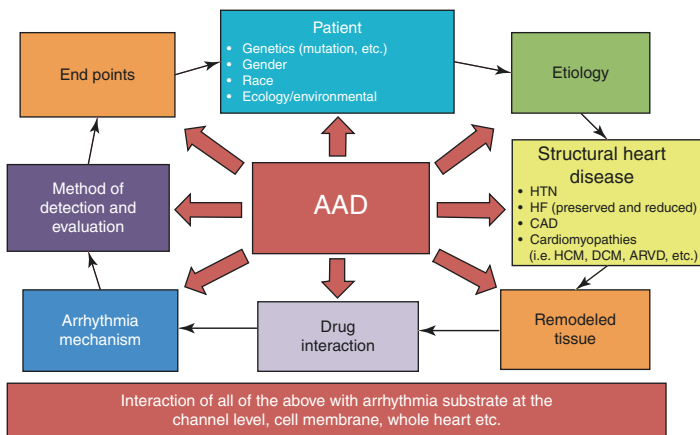 Patient
• Genetics (mutation, etc.)
• Gender
• Race
• Ecology/environmental
End points
Etiology
Structural heart
disease
• HTN
• HF (preserved and reduced)
• CAD
• Cardiomyopathies
(i.e. HCM, DCM, ARVD, etc.)
Method of
detection and
evaluation
AAD
Arrhythmia
mechanism
Drug
interaction
Remodeled
tissue
Interaction of all of the above with arrhythmia substrate at the
channel level, cell membrane, whole heart etc.